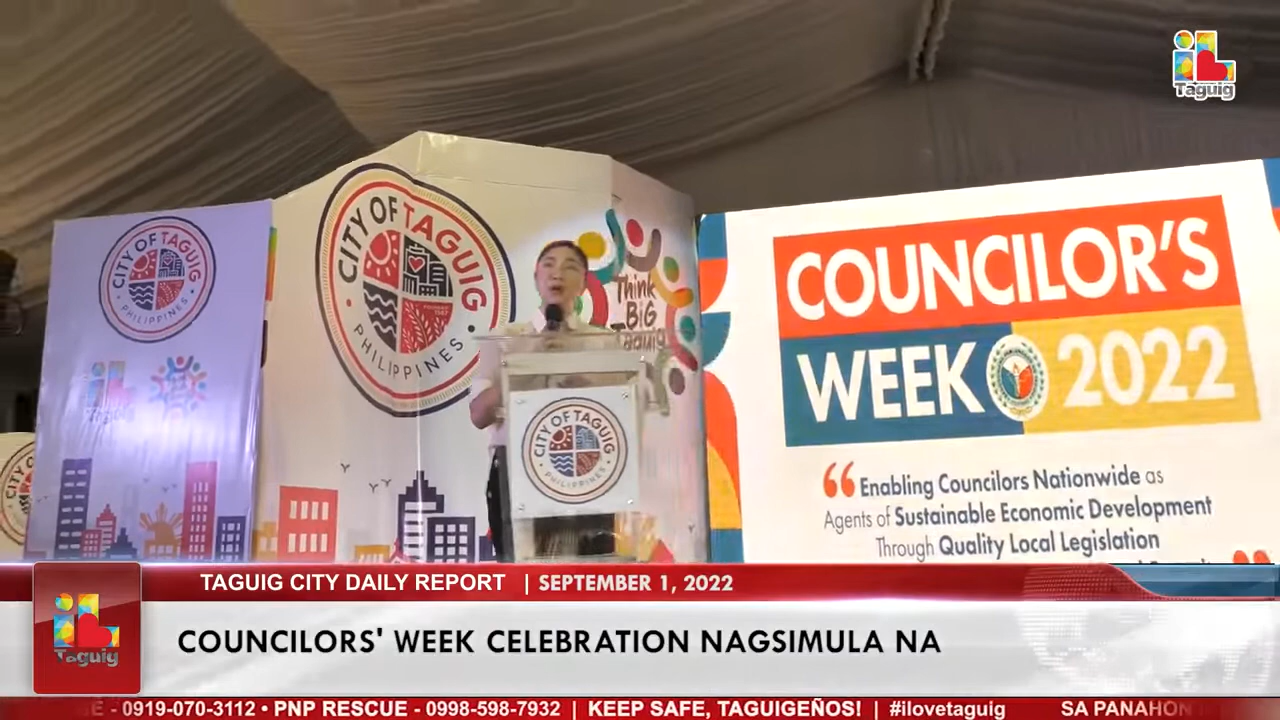 iL
Taguig
CITY OF TAGUIG
PHILIPPINES
CITY OF TAGUIG
PHILIPPINES
Think
BiG
Taguig
CITY OF TAGUIG
PHILIPPINES
COUNCILOR'S
WEEK 2022
“ Enabling Councilors Nationwide as
Agents of Sustainable Economic Development
Through Quality Local Legislation
TAGUIG CITY DAILY REPORT | SEPTEMBER 1, 2022
iL
Taguig
COUNCILORS' WEEK CELEBRATION NAGSIMULA NA
- 0919-070-3112 • PNP RESCUE - 0998-598-7932 | KEEP SAFE, TAGUIGEÑOS! | #ilovetaguig SA PANAHON